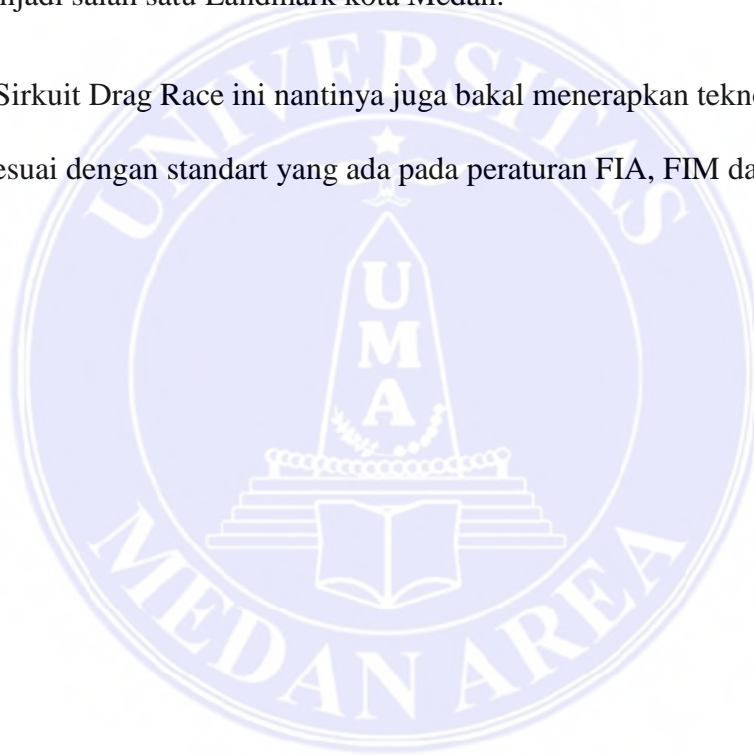 salah satu Landmark kota Medan.
Sirkuit Drag Race ini nantinya juga bakal menerapkan
dengan standart yang ada pada peraturan FIA, FIM
UNIVERSITAS
UMA
MEDAN AREA